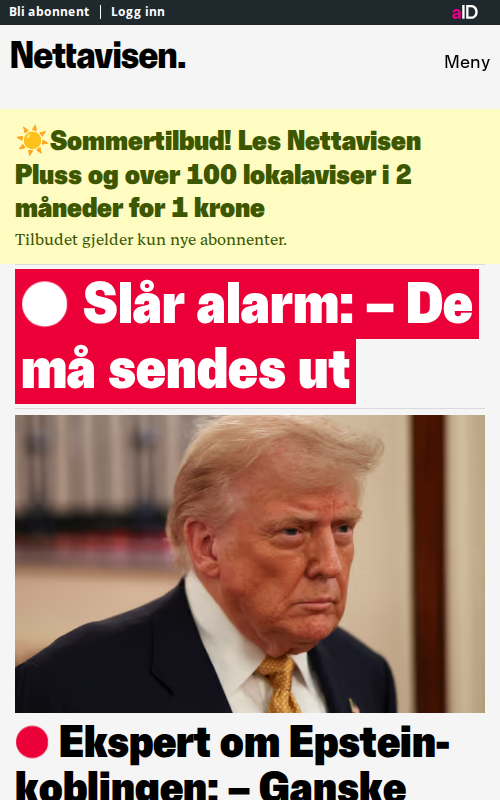 Bli abonnent | Logg inn
aID
Nettavisen.
Meny
Sommertilbud! Les Nettavisen
Pluss og over 100 lokalaviser i 2
måneder for 1 krone
Tilbudet gjelder kun nye abonnenter.
Slår alarm: – De
må sendes ut
Ekspert om Epstein-
koblingen: – Ganske